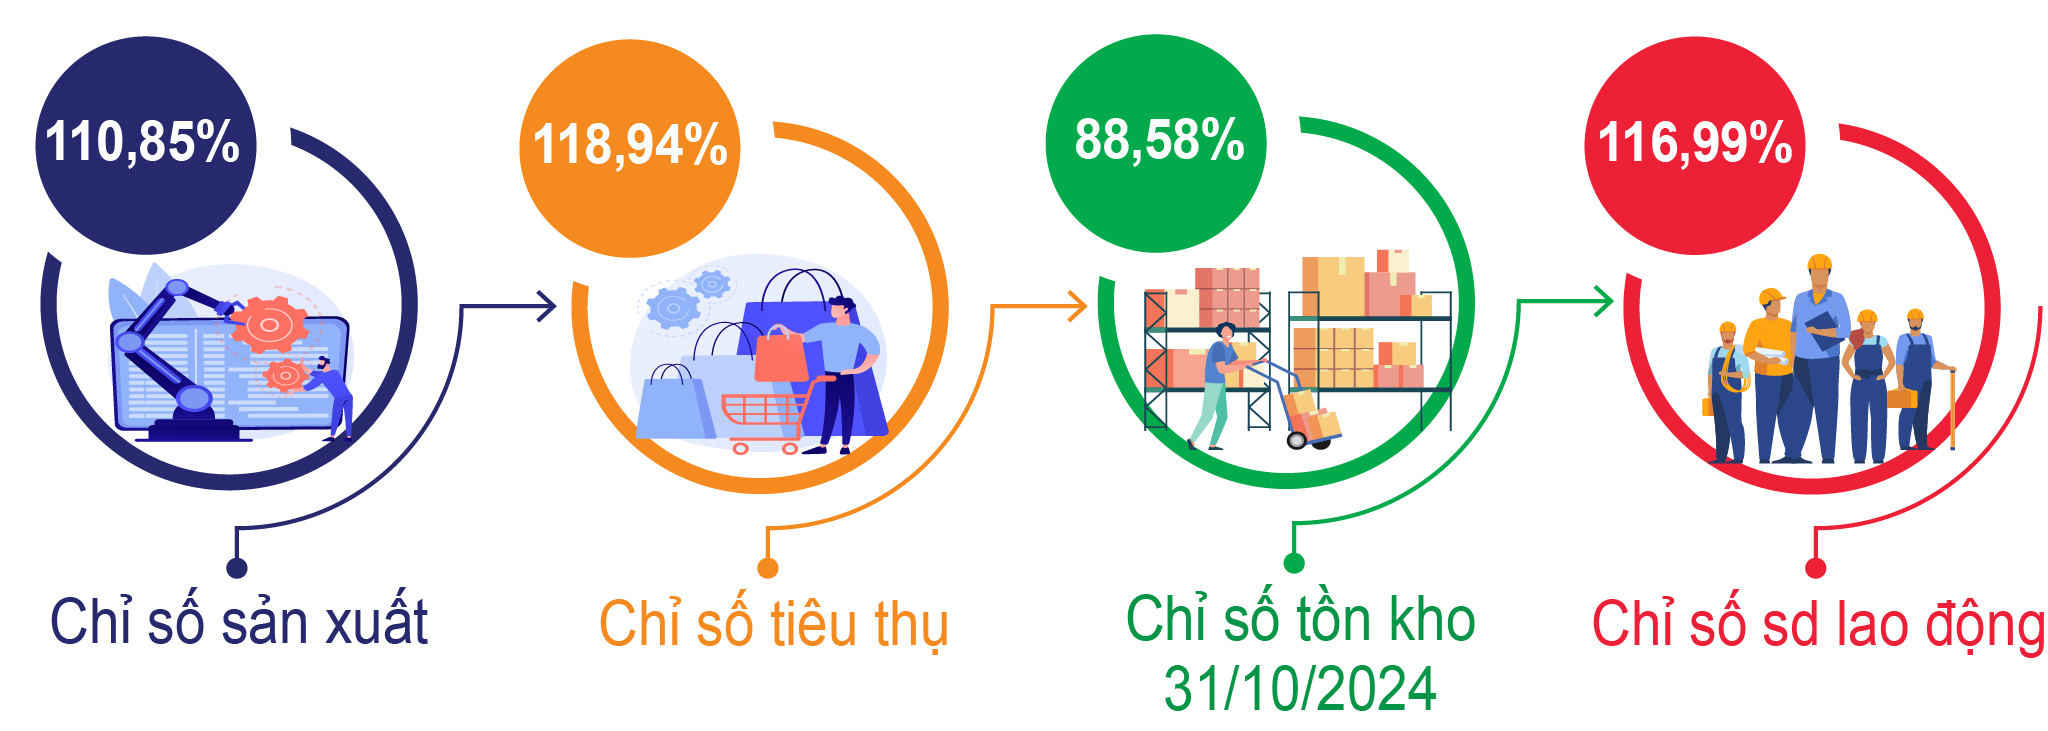 110,85%
118,94%
88,58%
116,99%
Chỉ số sản xuất
Chỉ số tiêu thụ
Chỉ số tồn kho
31/10/2024
Chỉ số sd lao động